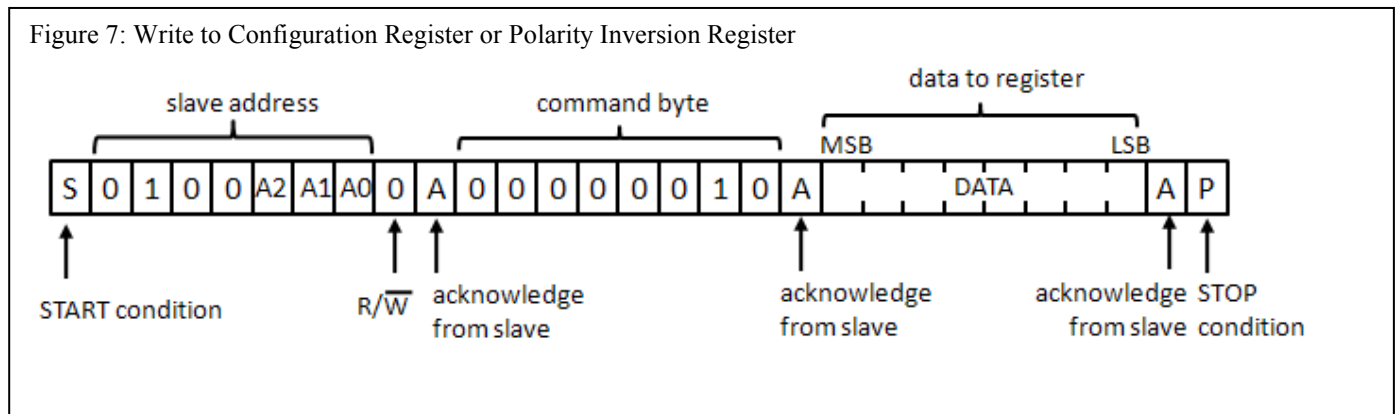 Figure 7: Write to Configuration Register or Polarity Inversion Register
data to register
slave address
command byte
MSB
LSB
S 0 1 0 0 A2 A1 A0 0 A 0 0 0 0 0 0 1 0 A DATA A P
START condition
R/W̅
acknowledge
from slave
acknowledge
from slave
acknowledge
from slave
STOP
condition